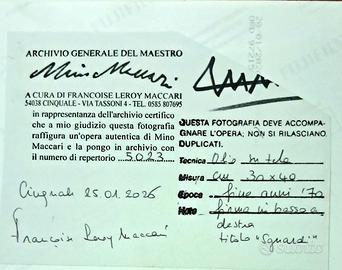 ARCHIVIO GENERALE DEL MAESTRO
Mino Maccari
A CURA DI FRANCOISE LEROY MACCARI
54038 CINQUALE - VIA TASSONI 4 - TEL. 0585 807695
in rappresentanza dell'archivio certifico
che a mio giudizio questa fotografia
raffigura un'opera autentica di Mino
Maccari e la pongo in archivio con
il numero di repertorio 5023
Cinquale 25.01.2026
Françoise Leroy Maccari
QUESTA FOTOGRAFIA DEVE ACCOMPA-
GNARE L'OPERA; NON SI RILASCIANO
DUPLICATI.
Tecnica Olio su tela
Misura cm 30x40
Epoca fine anni '70
Note firma in basso a
destra
titolo "Sguardi"